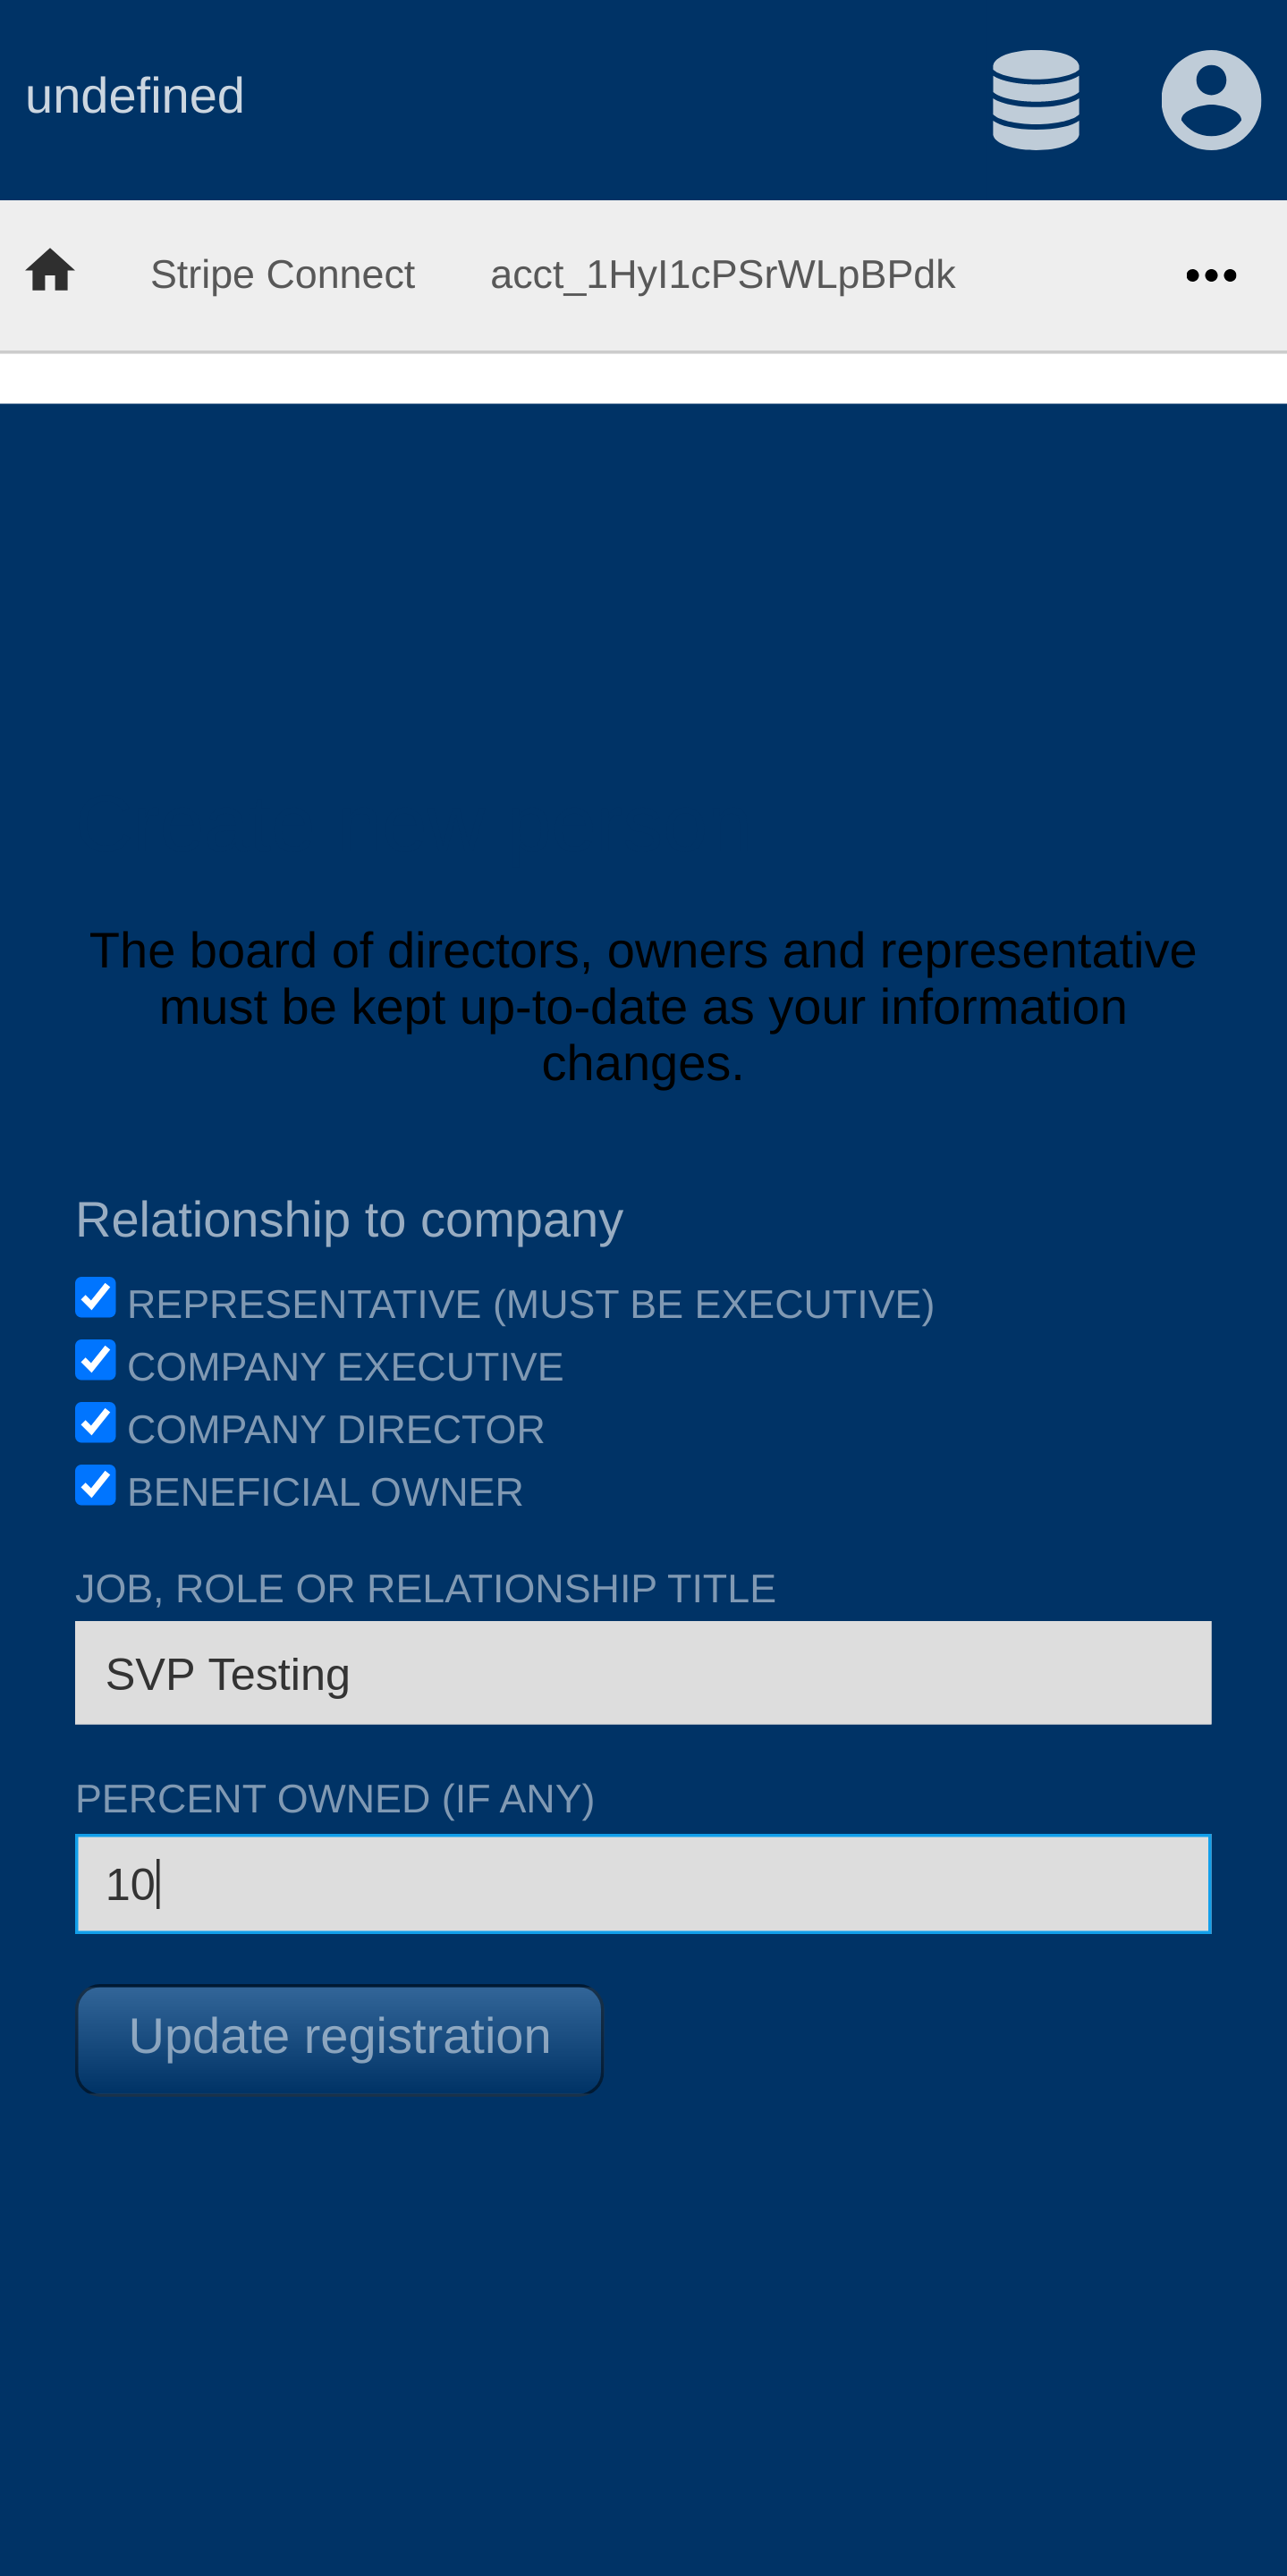 undefined
Stripe Connect acct_1HyI1cPSrWLpBPdk
The board of directors, owners and representative
must be kept up-to-date as your information
changes.
Relationship to company
REPRESENTATIVE (MUST BE EXECUTIVE)
COMPANY EXECUTIVE
COMPANY DIRECTOR
BENEFICIAL OWNER
JOB, ROLE OR RELATIONSHIP TITLE
SVP Testing
PERCENT OWNED (IF ANY)
10
Update registration